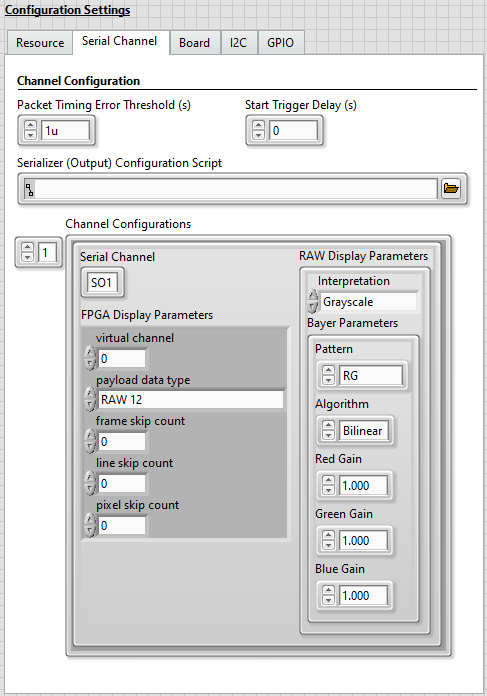 Configuration Settings
Resource Serial Channel Board I2C GPIO
Channel Configuration
Packet Timing Error Threshold (s) Start Trigger Delay (s)
1u 0
Serializer (Output) Configuration Script
Channel Configurations
1
Serial Channel RAW Display Parameters
SO1 Interpretation
Grayscale
FPGA Display Parameters Bayer Parameters
virtual channel
0
Pattern
RG
payload data type
RAW 12
Algorithm
Bilinear
frame skip count
0
line skip count
0
Red Gain
1.000
pixel skip count
0
Green Gain
1.000
Blue Gain
1.000